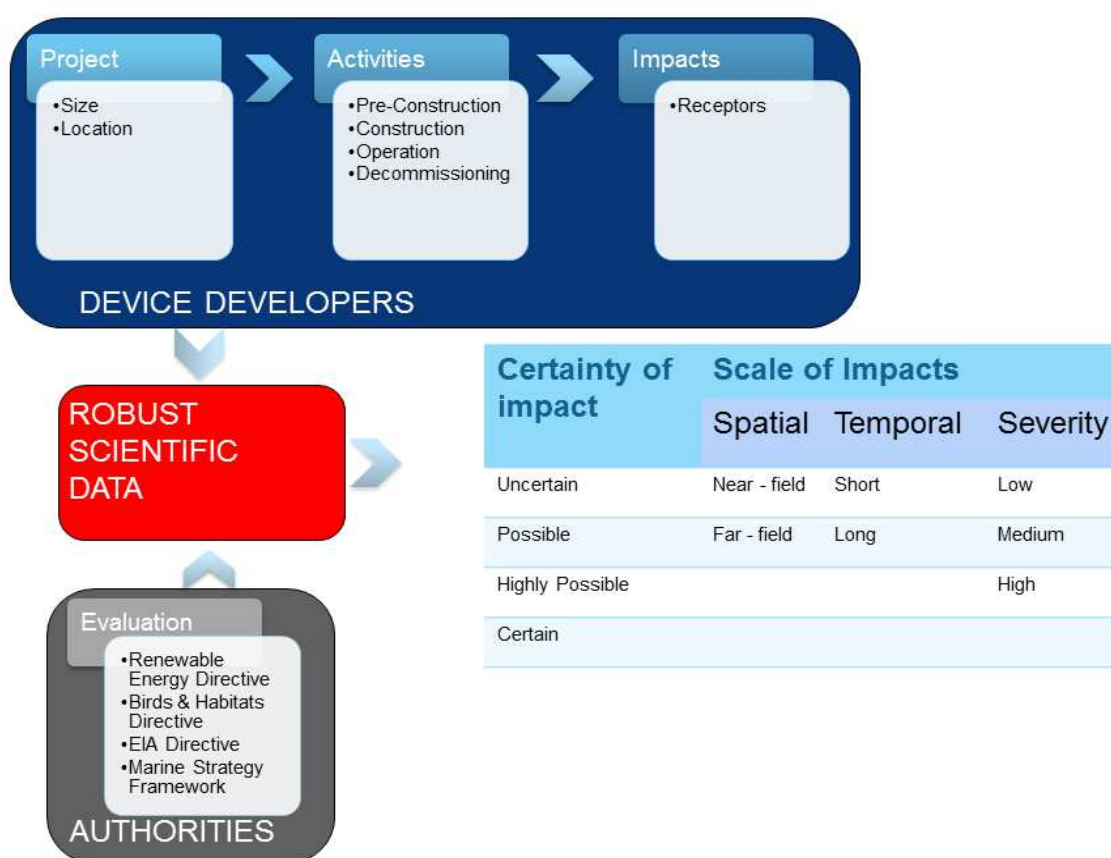 Project
•Size
•Location
Activities
•Pre-Construction
•Construction
•Operation
•Decommissioning
Impacts
•Receptors
DEVICE DEVELOPERS
ROBUST
SCIENTIFIC
DATA
Certainty of
impact
Scale of Impacts
Spatial Temporal Severity
Uncertain Near - field Short Low
Possible Far - field Long Medium
Highly Possible High
Certain
Evaluation
•Renewable
Energy Directive
•Birds & Habitats
Directive
•EIA Directive
•Marine Strategy
Framework
AUTHORITIES